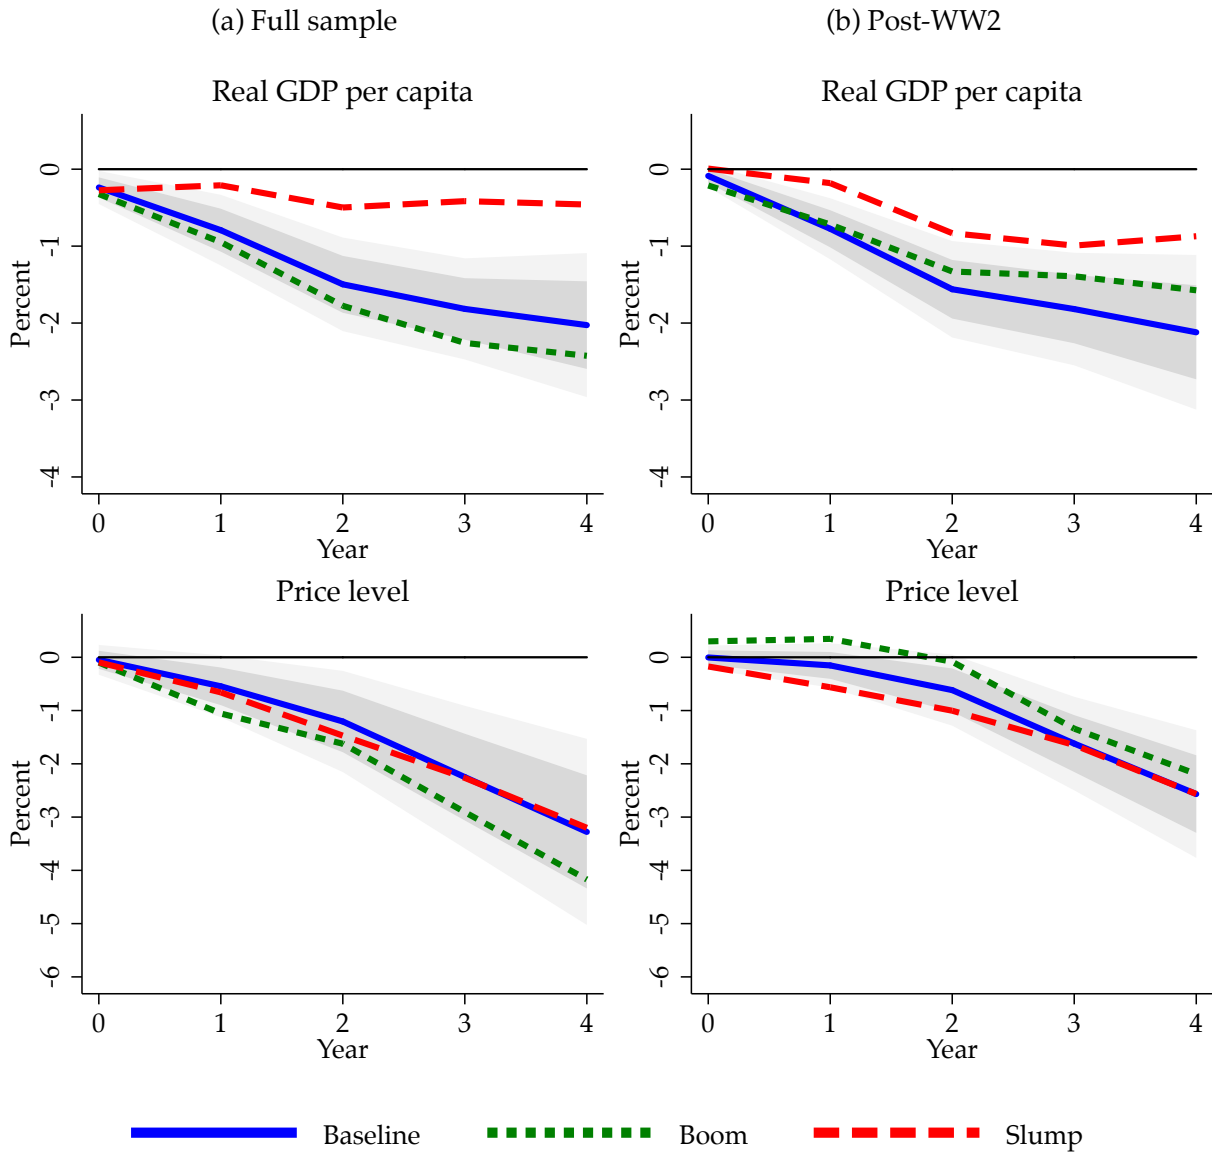 (a) Full sample
(b) Post-WW2
Real GDP per capita
Real GDP per capita
Percent
0
-1
-2
-3
-4
0 1 2 3 4
Year
Percent
0
-1
-2
-3
-4
0 1 2 3 4
Year
Price level
Price level
Percent
0
-1
-2
-3
-4
-5
-6
0 1 2 3 4
Year
Percent
0
-1
-2
-3
-4
-5
-6
0 1 2 3 4
Year
Baseline Boom Slump